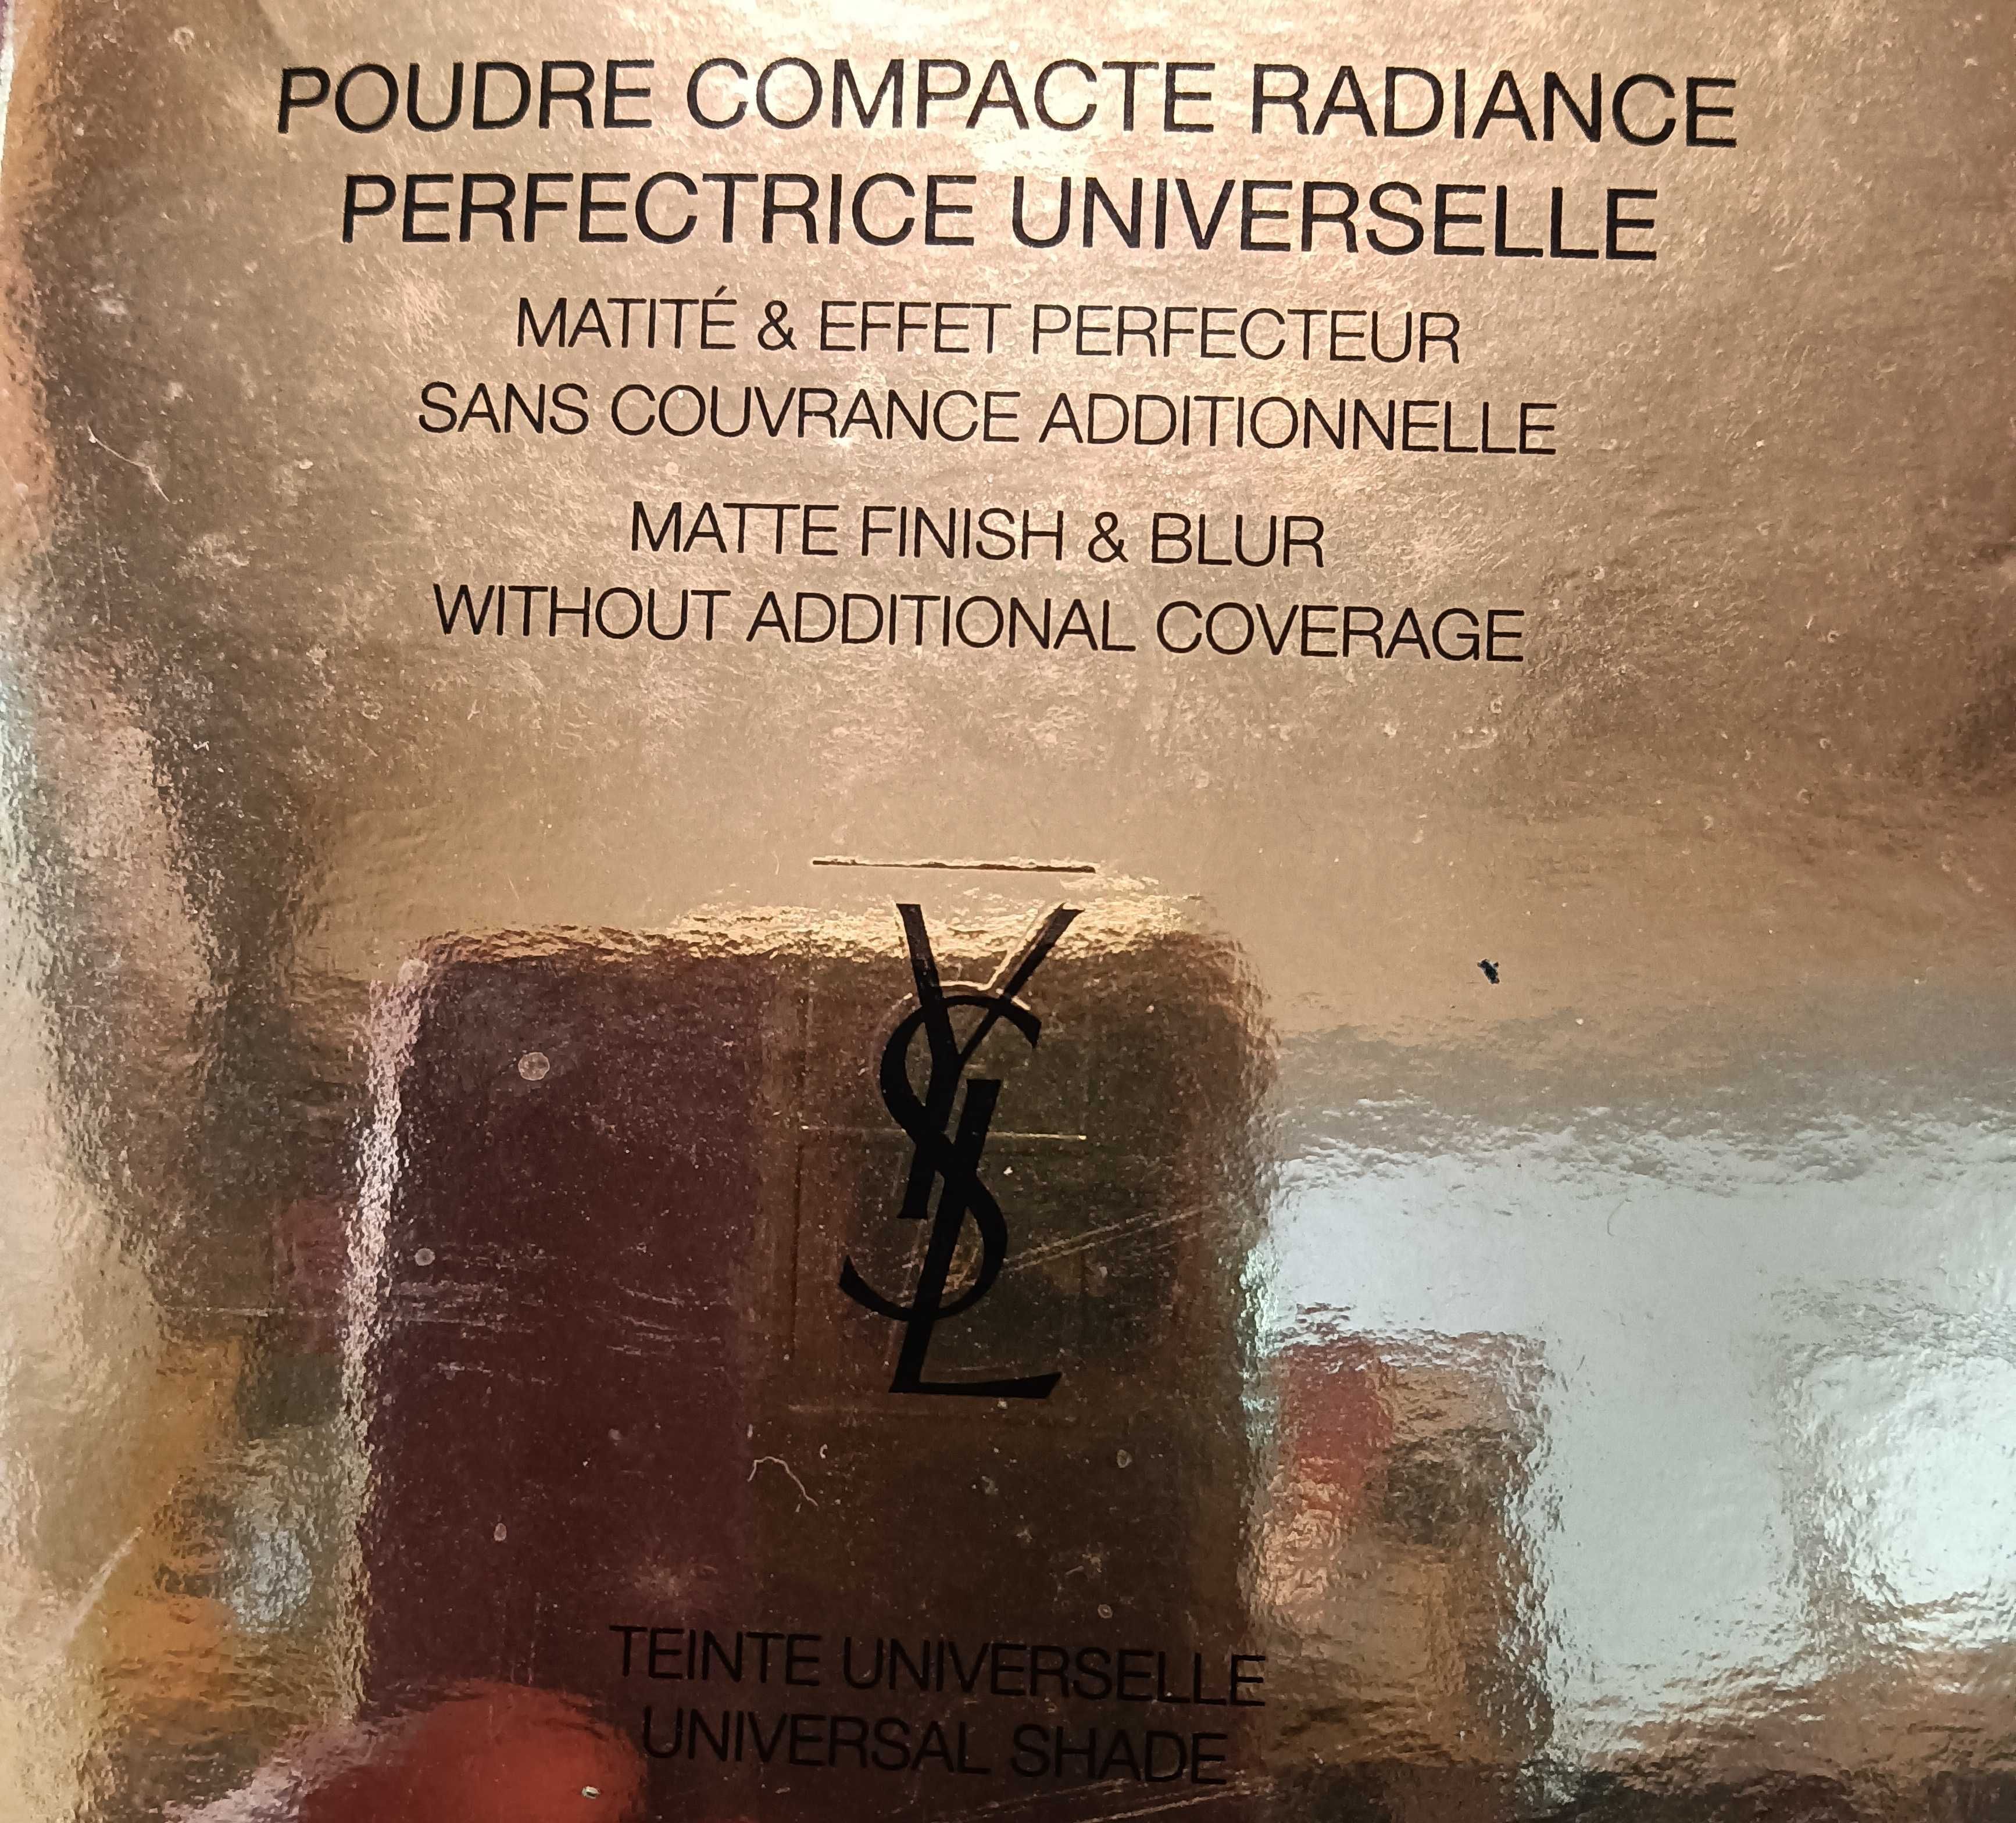 POUDRE COMPACTE RADIANCE
PERFECTRICE UNIVERSELLE
MATITÉ & EFFET PERFECTEUR
SANS COUVRANCE ADDITIONNELLE
MATTE FINISH & BLUR
WITHOUT ADDITIONAL COVERAGE
YSL
TEINTE UNIVERSELLE
UNIVERSAL SHADE